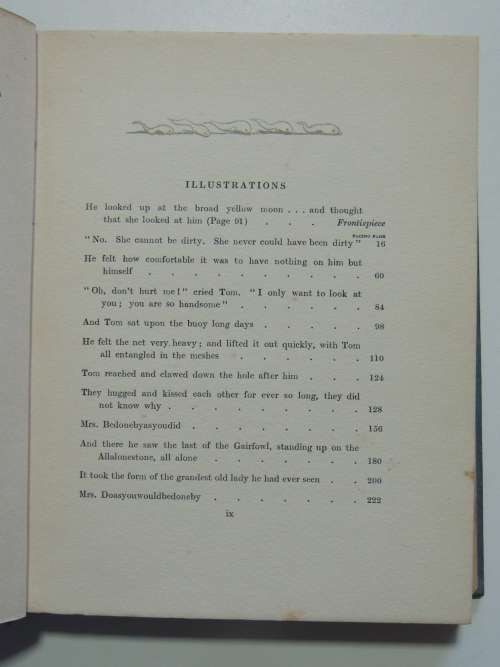 ILLUSTRATIONS
He looked up at the broad yellow moon . . . and thought
that she looked at him (Page 91) . . . Frontispiece
FACING PAGE
"No. She cannot be dirty. She never could have been dirty" 16
He felt how comfortable it was to have nothing on him but
himself . . . . . . . . 60
"Oh, don't hurt me!" cried Tom. "I only want to look at
you; you are so handsome" . . . . . . 84
And Tom sat upon the buoy long days . . . . 98
He felt the net very heavy; and lifted it out quickly, with Tom
all entangled in the meshes . . . . . . 110
Tom reached and clawed down the hole after him . . . 124
They hugged and kissed each other for ever so long, they did
not know why . . . . . . . . 128
Mrs. Bedonebyasyoudid . . . . . . . 156
And there he saw the last of the Gairfowl, standing up on the
Allalonestone, all alone . . . . . . 180
It took the form of the grandest old lady he had ever seen . . 200
Mrs. Doasyouwouldbedoneby . . . . . . 222
ix